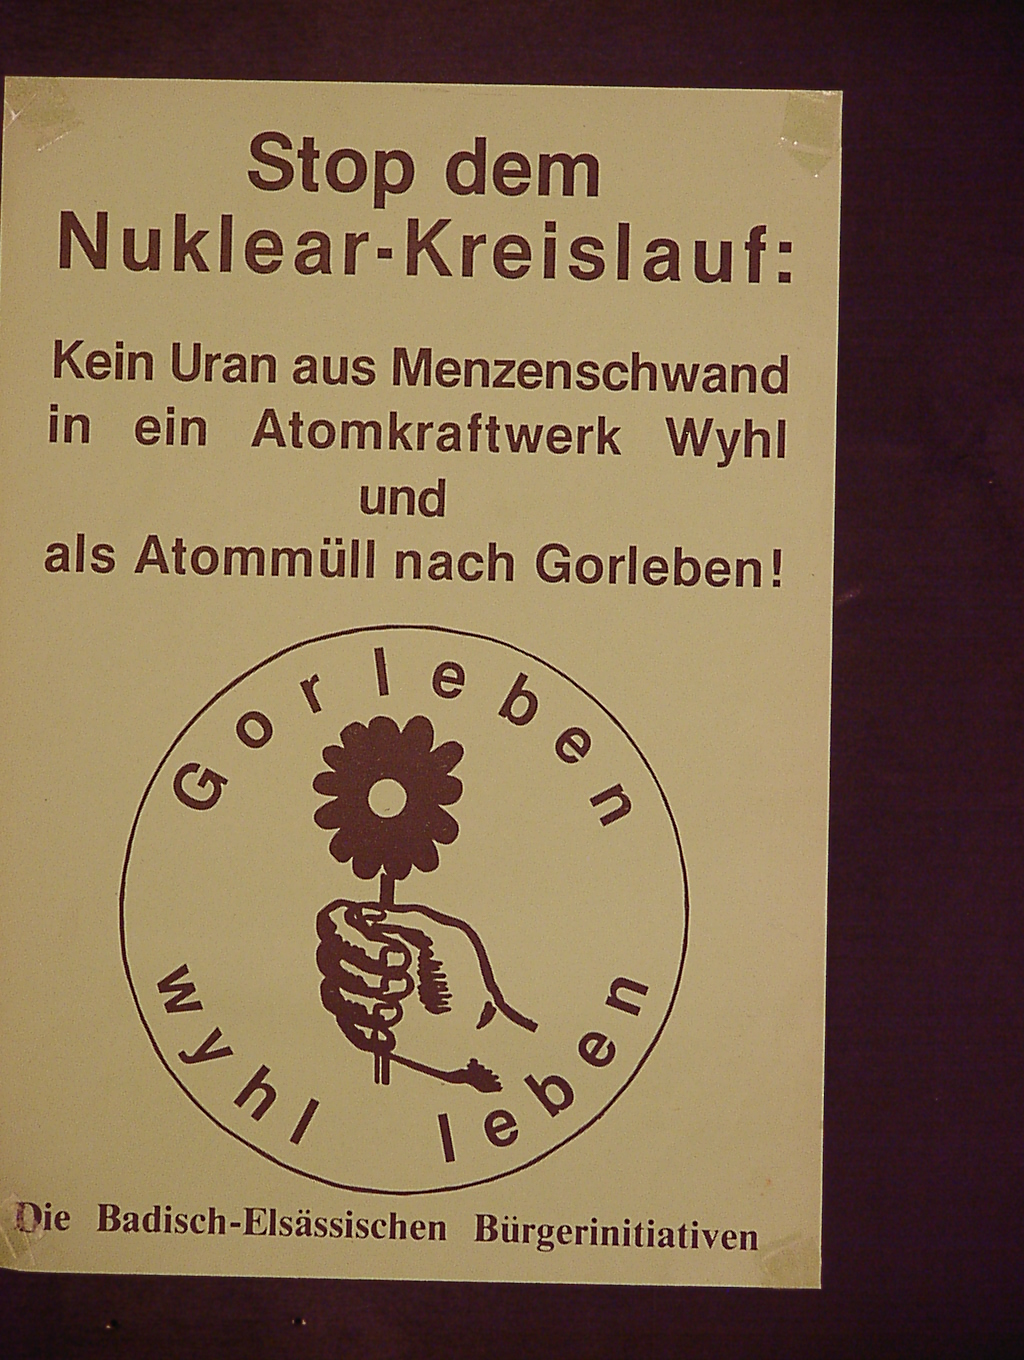 Stop dem
Nuklear-Kreislauf:
Kein Uran aus Menzenschwand
in ein Atomkraftwerk Wyhl
und
als Atommüll nach Gorleben!
Gorleben
wyhl leben
Die Badisch-Elsässischen Bürgerinitiativen